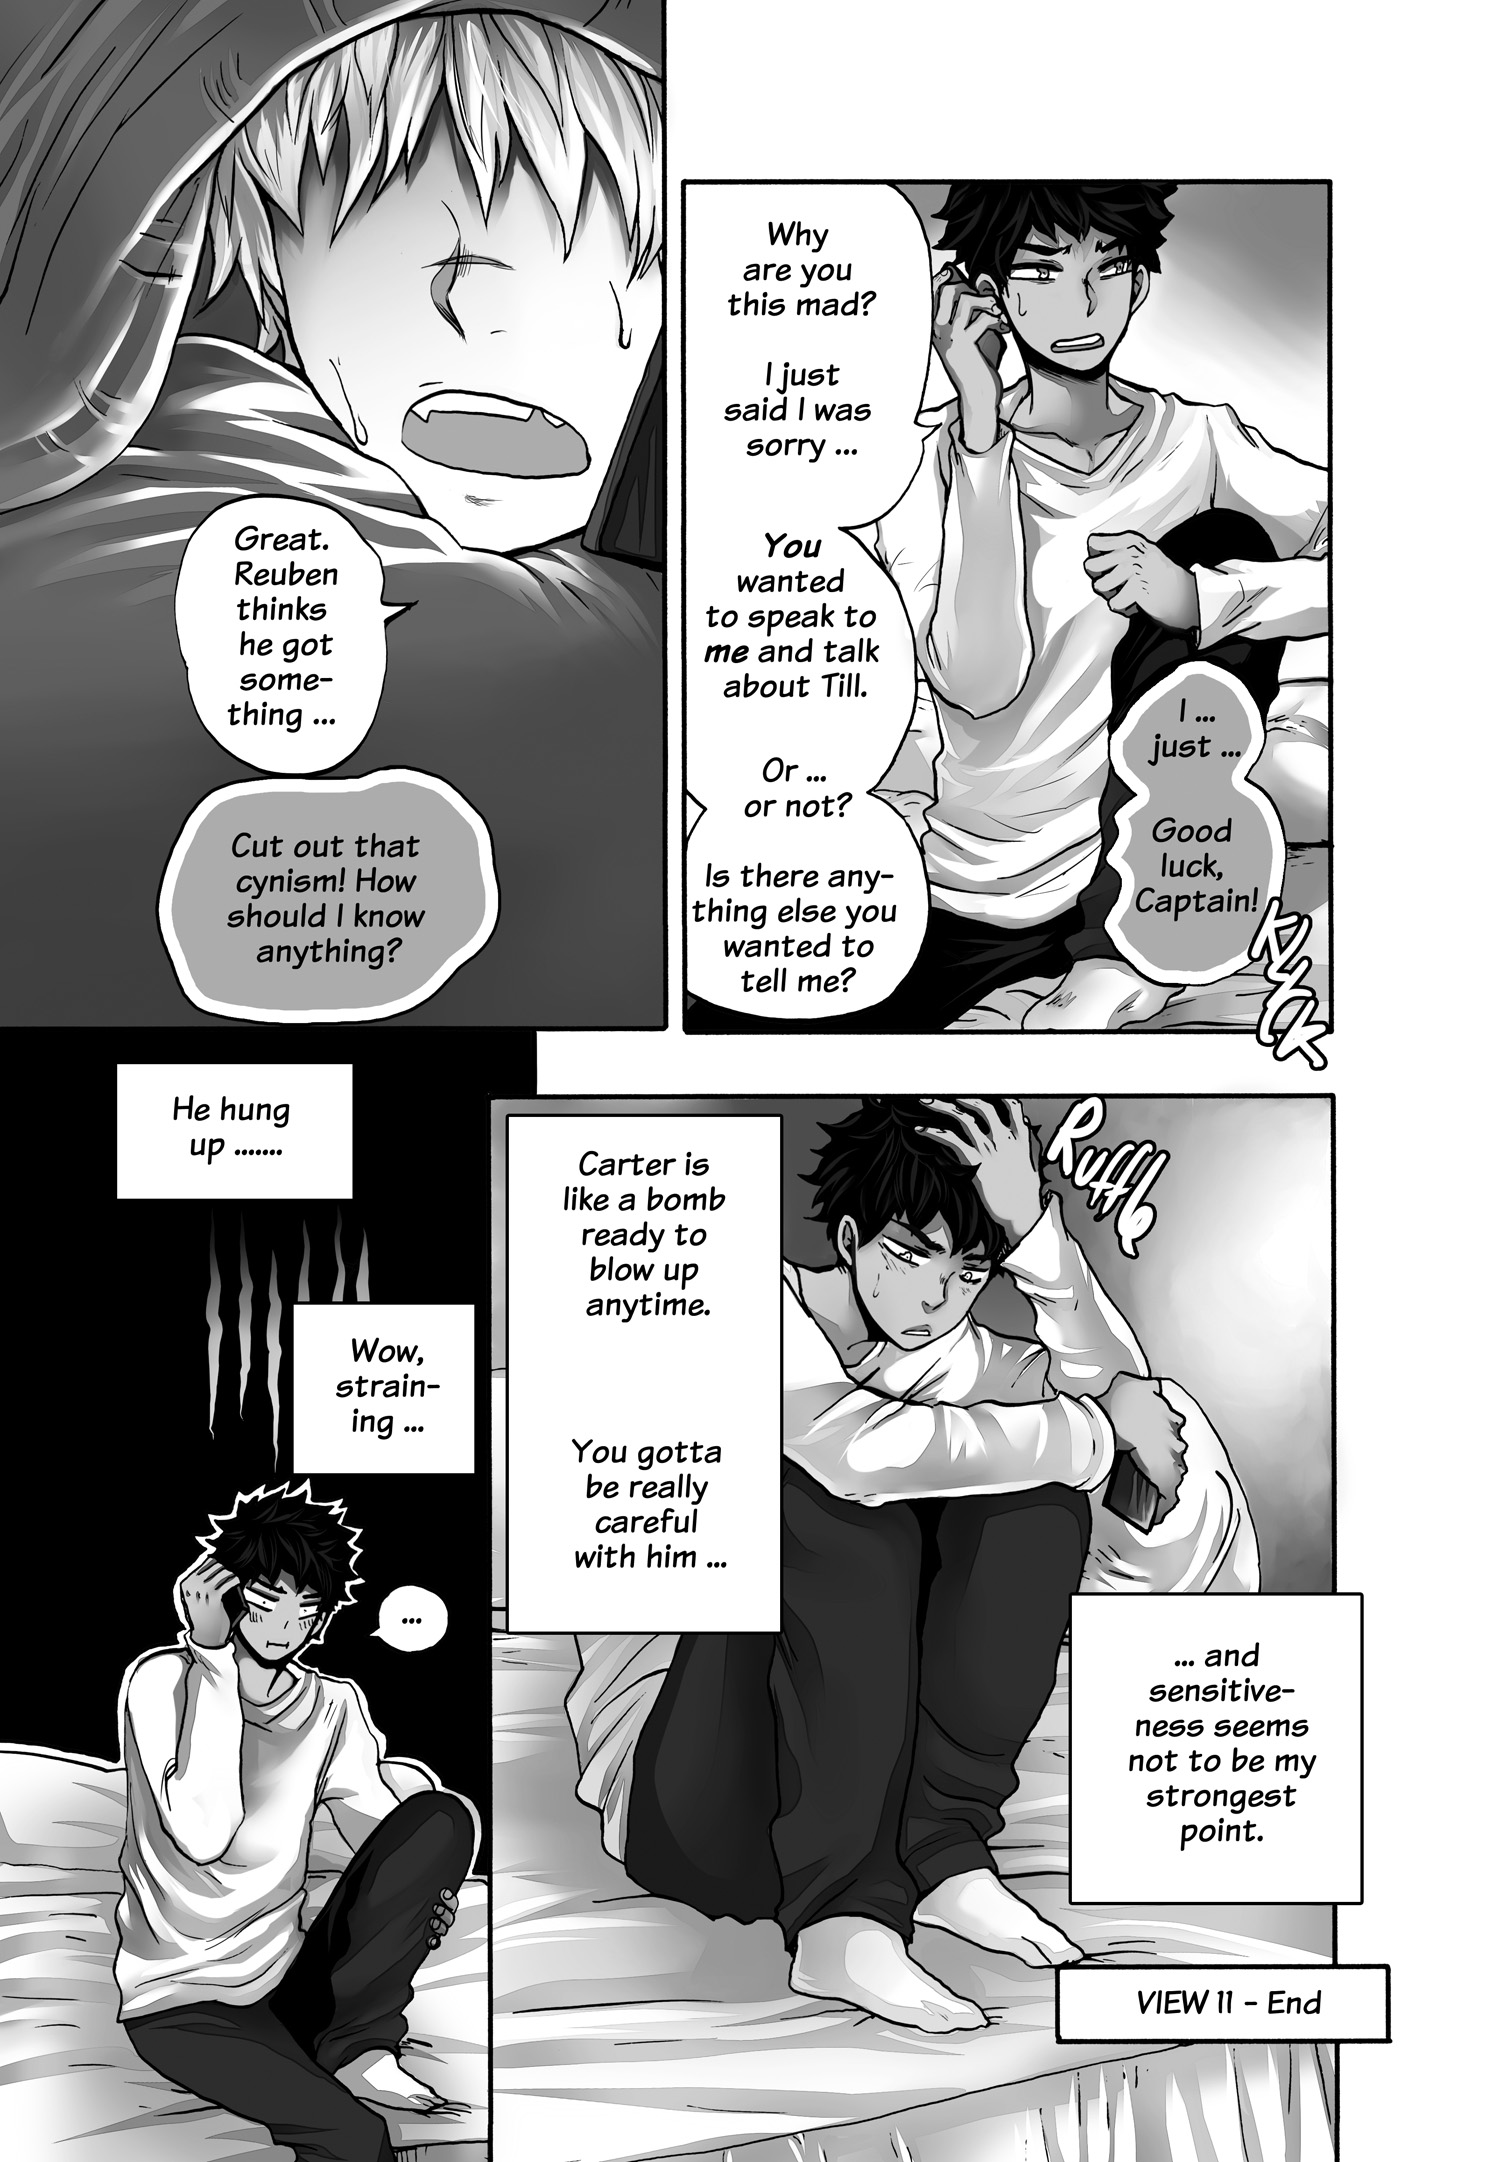 Great.
Reuben
thinks
he got
some-
thing ...
Cut out that
cynism! How
should I know
anything?
Why
are you
this mad?
I just
said I was
sorry ...
You
wanted
to speak to
me and talk
about Till.
Or ...
or not?
Is there any-
thing else you
wanted to
tell me?
I ...
just ...
Good
luck,
Captain!
KLICK
He hung
up .......
Wow,
strain-
ing ...
...
Carter is
like a bomb
ready to
blow up
anytime.
You gotta
be really
careful
with him ...
Ruffle
... and
sensitive-
ness seems
not to be my
strongest
point.
VIEW 11 - End